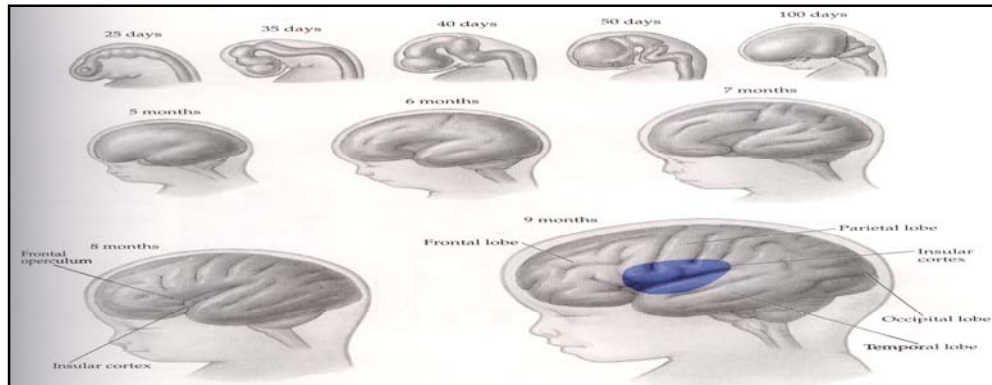 25 days
35 days
40 days
50 days
100 days
5 months
6 months
7 months
8 months
Frontal
operculum
Insular cortex
9 months
Frontal lobe
Parietal lobe
Insular
cortex
Occipital lobe
Temporal lobe